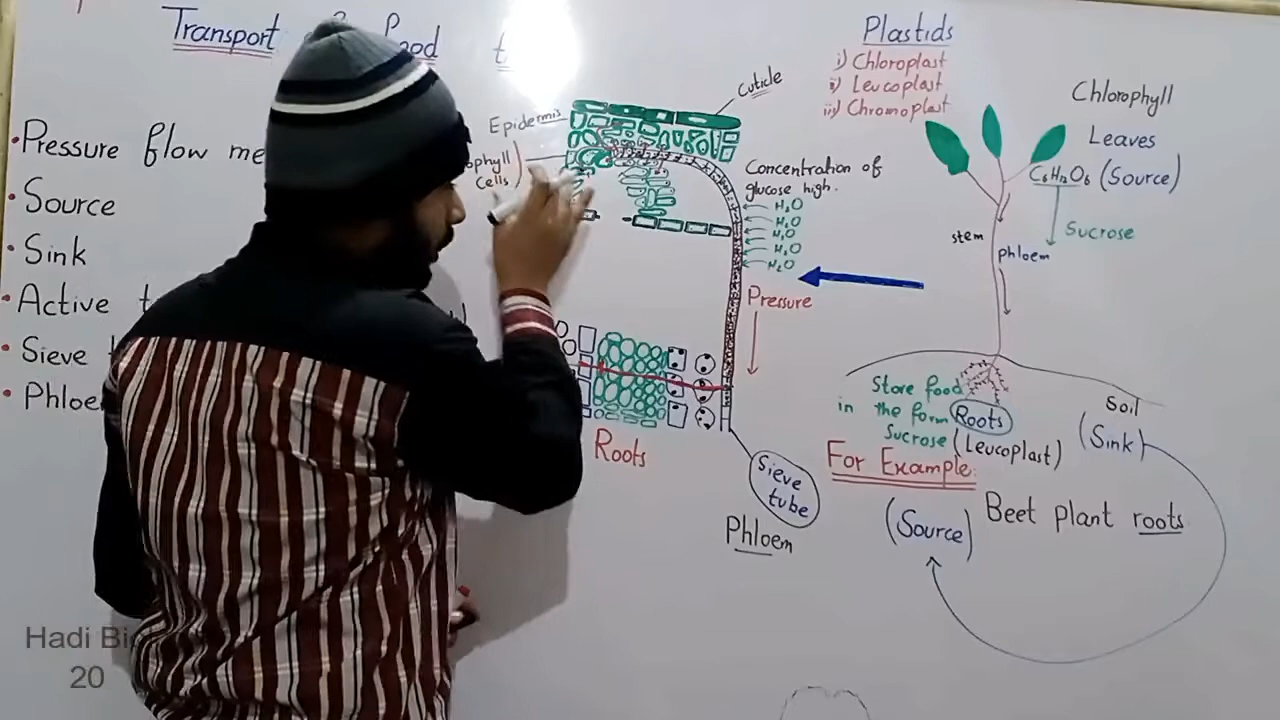 Transport
Pressure flow me
Source
Sink
Active
Sieve
Phloe
Epidermis
Cuticle
ophyll
Cells
Concentration of
glucose high.
H₂O
H₂O
H₂O
H₂O
H₂O
Pressure
Roots
Sieve
tube
Phloem
Plastids
i) Chloroplast
ii) Leucoplast
iii) Chromoplast
Chlorophyll
Leaves
C₆H₁₂O₆ (Source)
Sucrose
stem
phloem
Store food
in the form
Sucrose
Roots
(Leucoplast)
Soil
(Sink)
For Example:
(Source)
Beet plant roots
Hadi Bi
20